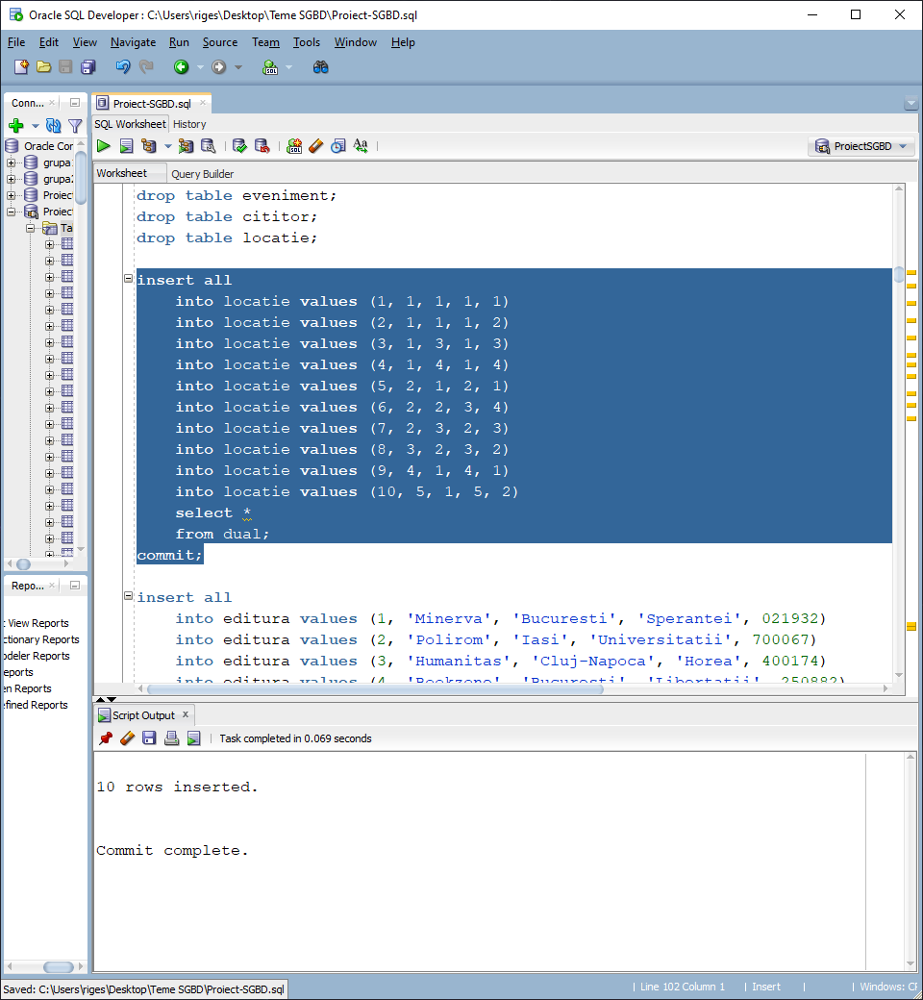 Oracle SQL Developer : C:\Users\riges\Desktop\Teme SGBD\Proiect-SGBD.sql
File Edit View Navigate Run Source Team Tools Window Help
Conn...
Proiect-SGBD.sql
SQL Worksheet History
Oracle Cor
grupa
grupa
Proiec
Proiec
Ta
ProiectSGBD
Worksheet Query Builder
drop table eveniment;
drop table cititor;
drop table locatie;
insert all
into locatie values (1, 1, 1, 1, 1)
into locatie values (2, 1, 1, 1, 2)
into locatie values (3, 1, 3, 1, 3)
into locatie values (4, 1, 4, 1, 4)
into locatie values (5, 2, 1, 2, 1)
into locatie values (6, 2, 2, 3, 4)
into locatie values (7, 2, 3, 2, 3)
into locatie values (8, 3, 2, 3, 2)
into locatie values (9, 4, 1, 4, 1)
into locatie values (10, 5, 1, 5, 2)
select *
from dual;
commit;
insert all
into editura values (1, 'Minerva', 'Bucuresti', 'Sperantei', 021932)
into editura values (2, 'Polirom', 'Iasi', 'Universitatii', 700067)
into editura values (3, 'Humanitas', 'Cluj-Napoca', 'Horea', 400174)
into editura values (4, 'Bookzone', 'Bucuresti', 'Libertatii', 250882)
Repo...
t View Reports
ctionary Reports
odeler Reports
eports
en Reports
efined Reports
Script Output x
Task completed in 0.069 seconds
10 rows inserted.
Commit complete.
Saved: C:\Users\riges\Desktop\Teme SGBD\Proiect-SGBD.sql
Line 102 Column 1 Insert Windows: CF